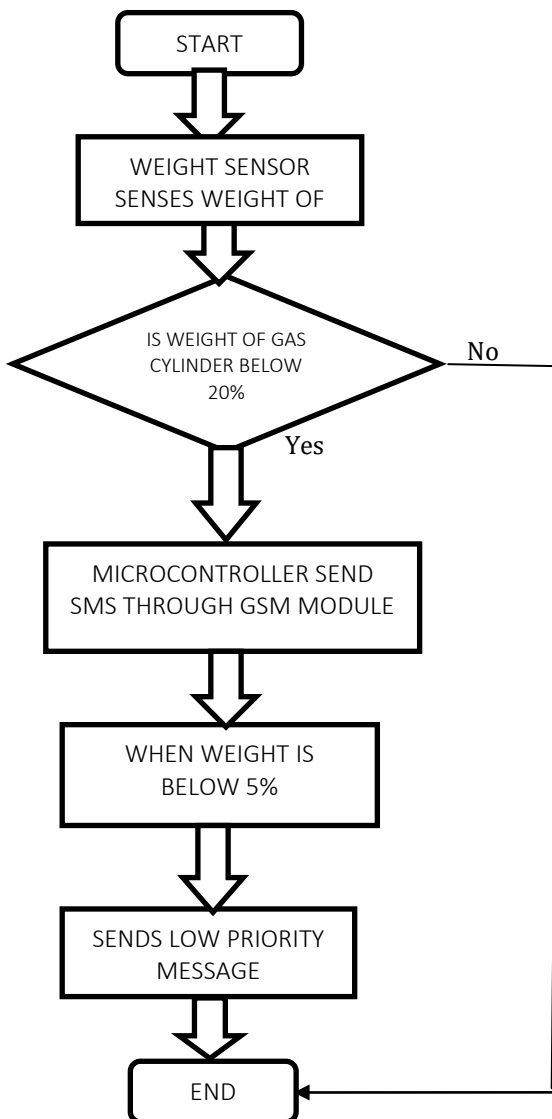 START
WEIGHT SENSOR
SENSES WEIGHT OF
IS WEIGHT OF GAS
CYLINDER BELOW
20%
No
Yes
MICROCONTROLLER SEND
SMS THROUGH GSM MODULE
WHEN WEIGHT IS
BELOW 5%
SENDS LOW PRIORITY
MESSAGE
END